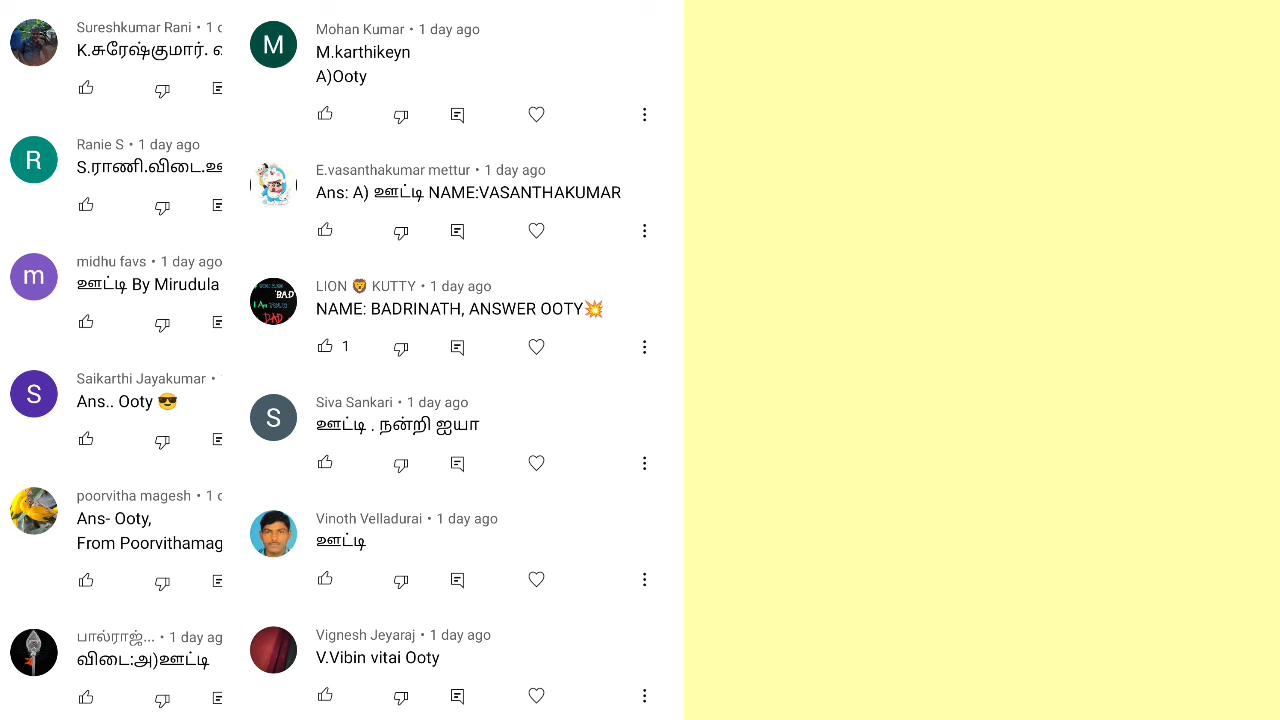 Sureshkumar Rani • 1
K.சுரேஷ்குமார்.
Ranie S • 1 day ago
S.ராணி.விடை.ஊ
midhu favs • 1 day ago
ஊட்டி By Mirudula
Saikarthi Jayakumar •
Ans.. Ooty 😎
poorvitha magesh • 1
Ans- Ooty,
From Poorvithamag
பால்ராஜ்... • 1 day ag
விடை:அ)ஊட்டி
Mohan Kumar • 1 day ago
M.karthikeyn
A)Ooty
E.vasanthakumar mettur • 1 day ago
Ans: A) ஊட்டி NAME:VASANTHAKUMAR
LION 🦁 KUTTY • 1 day ago
NAME: BADRINATH, ANSWER OOTY💥
1
Siva Sankari • 1 day ago
ஊட்டி . நன்றி ஐயா
Vinoth Velladurai • 1 day ago
ஊட்டி
Vignesh Jeyaraj • 1 day ago
V.Vibin vitai Ooty